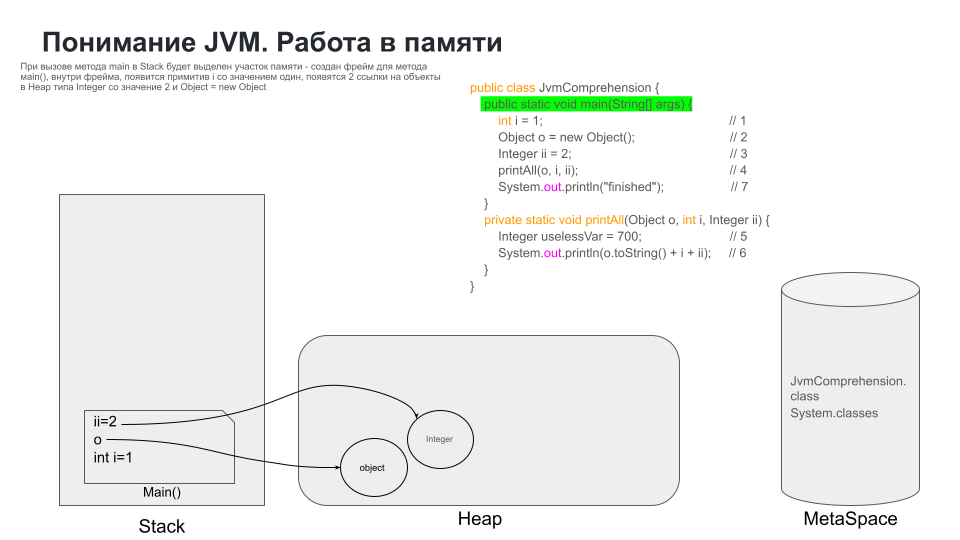 Понимание JVM. Работа в памяти
При вызове метода main в Stack будет выделен участок памяти - создан фрейм для метода
main(), внутри фрейма, появится примитив i со значением один, появятся 2 ссылки на объекты
в Heap типа Integer со значение 2 и Object = new Object
public class JvmComprehension {
public static void main(String[] args) {
int i = 1; // 1
Object o = new Object(); // 2
Integer ii = 2; // 3
printAll(o, i, ii); // 4
System.out.println("finished"); // 7
}
private static void printAll(Object o, int i, Integer ii) {
Integer uselessVar = 700; // 5
System.out.println(o.toString() + i + ii); // 6
}
}
ii=2
o
int i=1
Main()
Stack
Integer
object
Heap
JvmComprehension.
class
System.classes
MetaSpace